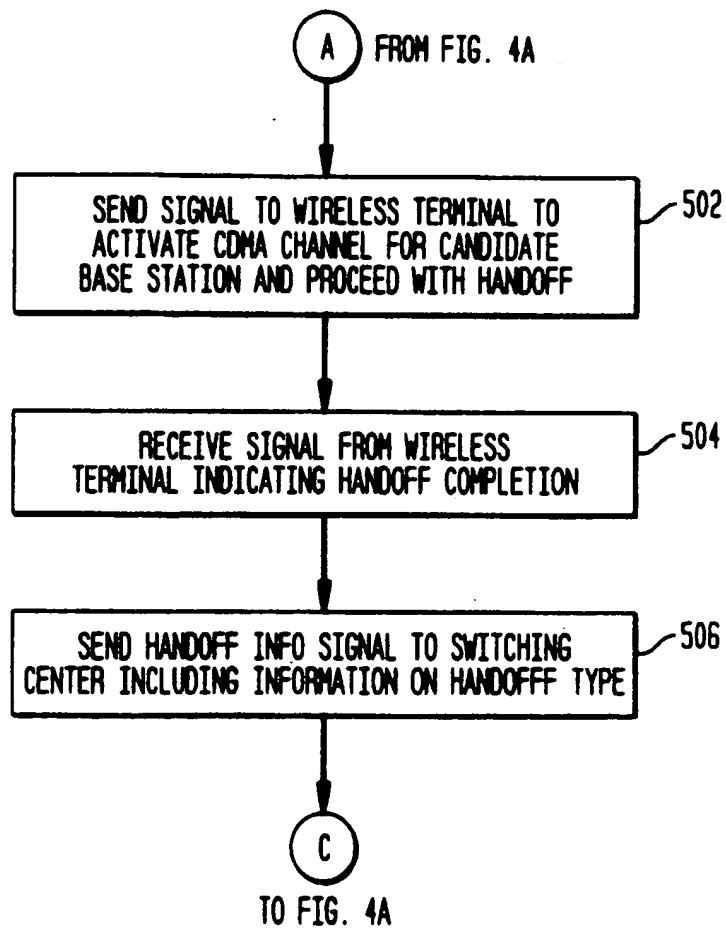 A FROM FIG. 4A
SEND SIGNAL TO WIRELESS TERMINAL TO
ACTIVATE CDMA CHANNEL FOR CANDIDATE
BASE STATION AND PROCEED WITH HANDOFF
502
RECEIVE SIGNAL FROM WIRELESS
TERMINAL INDICATING HANDOFF COMPLETION
504
SEND HANDOFF INFO SIGNAL TO SWITCHING
CENTER INCLUDING INFORMATION ON HANDOFFF TYPE
506
C
TO FIG. 4A